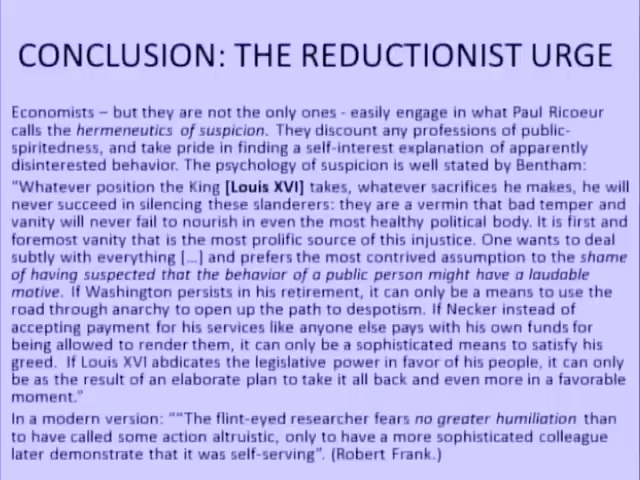 CONCLUSION: THE REDUCTIONIST URGE
Economists – but they are not the only ones - easily engage in what Paul Ricoeur
calls the hermeneutics of suspicion. They discount any professions of public-
spiritedness, and take pride in finding a self-interest explanation of apparently
disinterested behavior. The psychology of suspicion is well stated by Bentham:
"Whatever position the King [Louis XVI] takes, whatever sacrifices he makes, he will
never succeed in silencing these slanderers: they are a vermin that bad temper and
vanity will never fail to nourish in even the most healthy political body. It is first and
foremost vanity that is the most prolific source of this injustice. One wants to deal
subtly with everything […] and prefers the most contrived assumption to the shame
of having suspected that the behavior of a public person might have a laudable
motive. If Washington persists in his retirement, it can only be a means to use the
road through anarchy to open up the path to despotism. If Necker instead of
accepting payment for his services like anyone else pays with his own funds for
being allowed to render them, it can only be a sophisticated means to satisfy his
greed. If Louis XVI abdicates the legislative power in favor of his people, it can only
be as the result of an elaborate plan to take it all back and even more in a favorable
moment."
In a modern version: ""The flint-eyed researcher fears no greater humiliation than
to have called some action altruistic, only to have a more sophisticated colleague
later demonstrate that it was self-serving". (Robert Frank.)